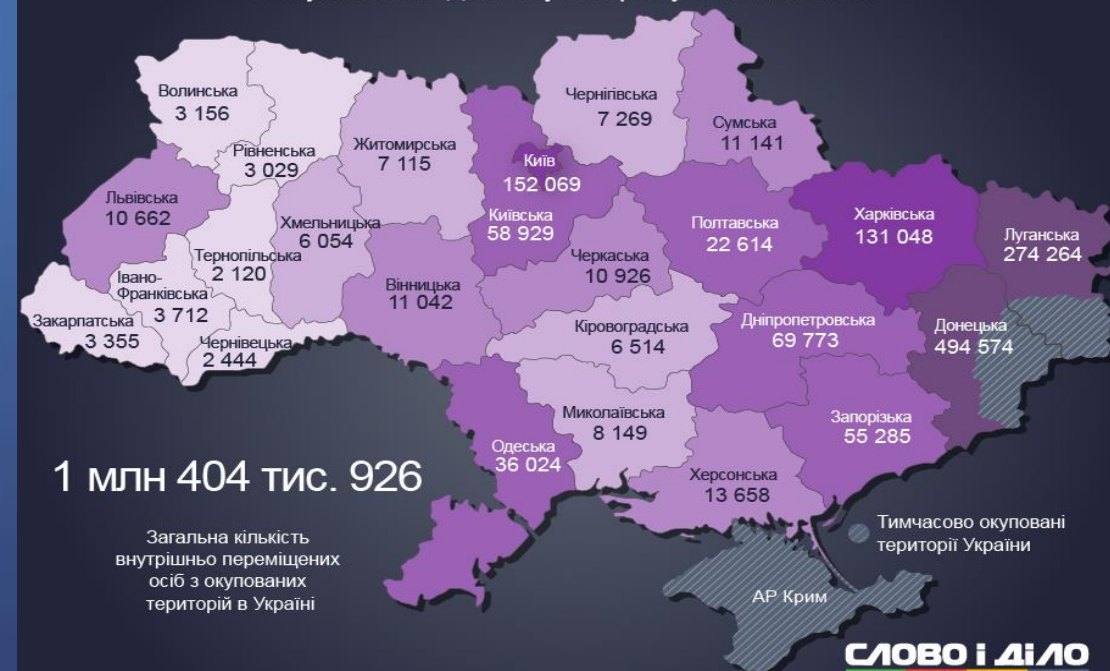 Волинська
3 156
Рівненська
3 029
Житомирська
7 115
Чернігівська
7 269
Сумська
11 141
Київ
152 069
Київська
58 929
Львівська
10 662
Хмельницька
6 054
Тернопільська
2 120
Івано-
Франківська
3 712
Закарпатська
3 355
Чернівецька
2 444
Вінницька
11 042
Черкаська
10 926
Полтавська
22 614
Харківська
131 048
Луганська
274 264
Кіровоградська
6 514
Дніпропетровська
69 773
Донецька
494 574
Миколаївська
8 149
Запорізька
55 285
Одеська
36 024
Херсонська
13 658
1 млн 404 тис. 926
Загальна кількість
внутрішньо переміщених
осіб з окупованих
територій в Україні
Тимчасово окуповані
території України
АР Крим
СЛОВО і ДІЛО